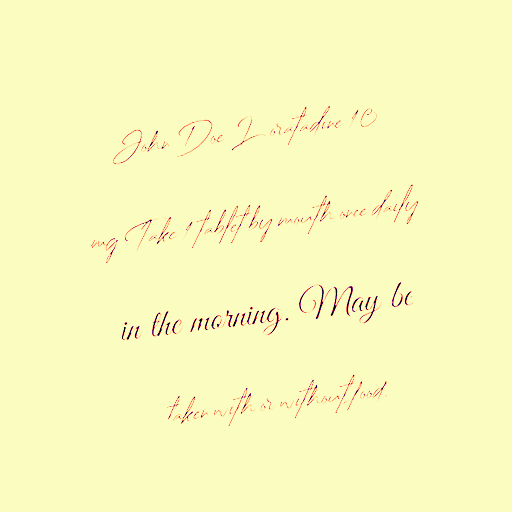 John Doe Loratadine 10
mg Take 1 tablet by mouth once daily
in the morning. May be
taken with or without food.